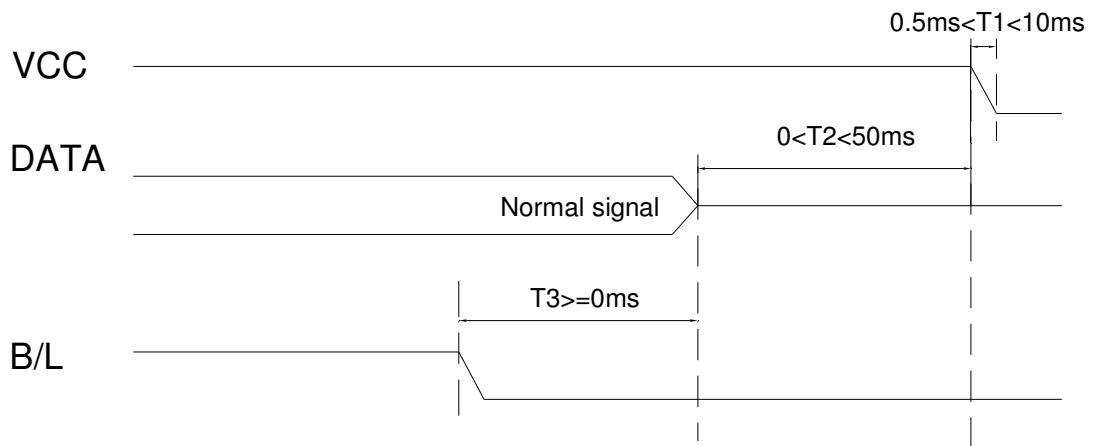 0.5ms<T1<10ms
VCC
0<T2<50ms
DATA
Normal signal
T3>=0ms
B/L